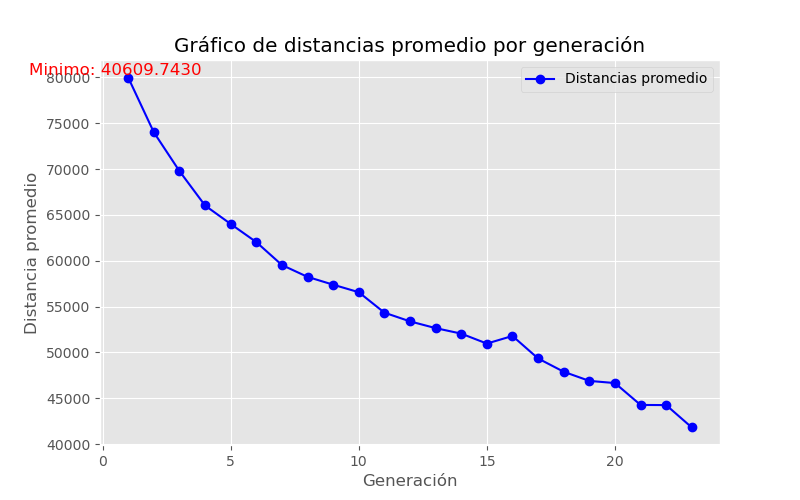 Gráfico de distancias promedio por generación
Minimo: 40609.7430
Distancias promedio
80000
75000
70000
65000
60000
55000
50000
45000
40000
Distancia promedio
0 5 10 15 20
Generación